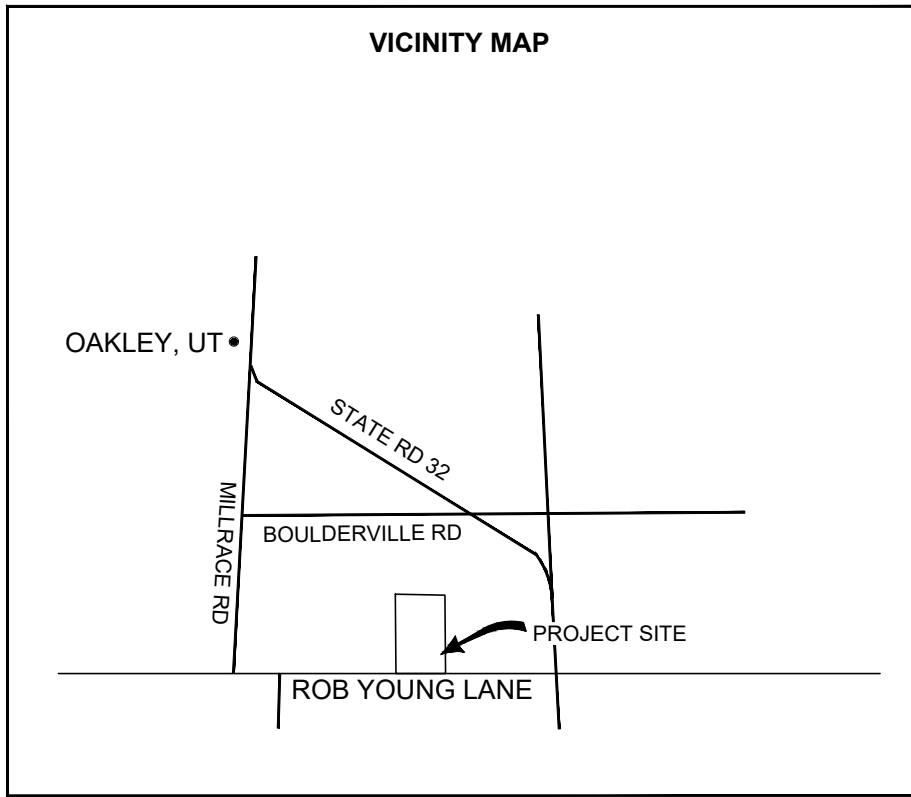 VICINITY MAP
OAKLEY, UT
STATE RD 32
MILLRACE RD
BOULDERVILLE RD
PROJECT SITE
ROB YOUNG LANE